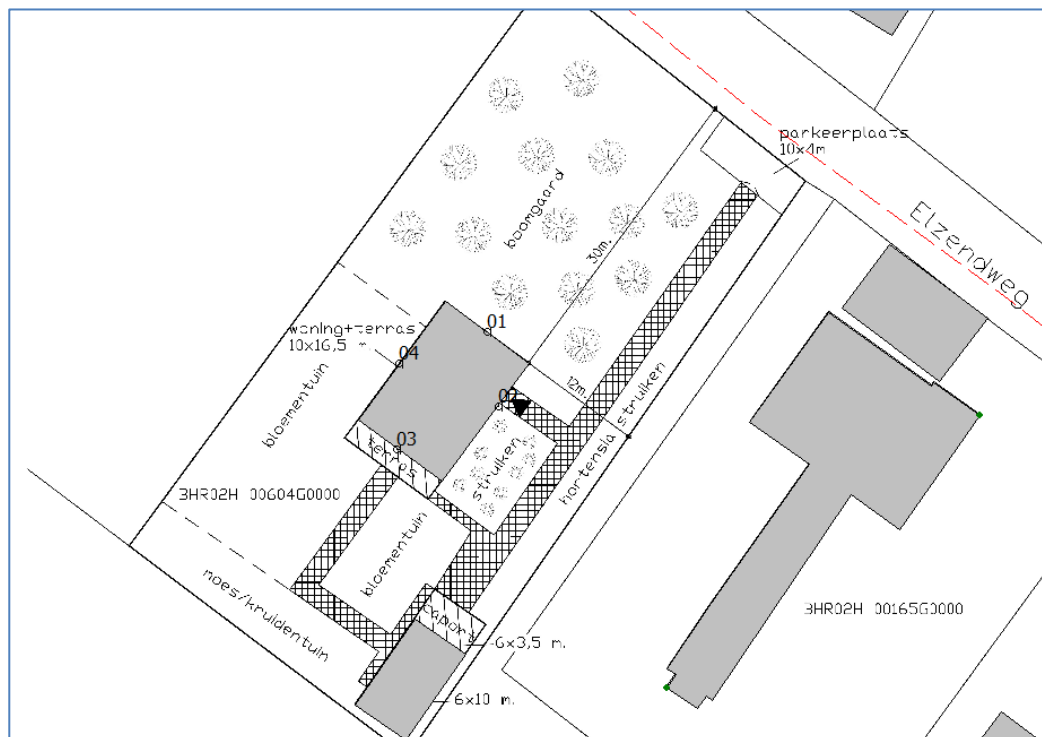 parkeerplaats
10x4m
Elzendweg
boomgaard
30m.
01
woning+terras
10x16,5 m
04
12m.
02
bloementuin
03
terras
struiken
hortensia struiken
BHR02H 00604G0000
bloementuin
moes/kruidentuin
caport
6x3,5 m.
6x10 m.
BHR02H 00165G0000